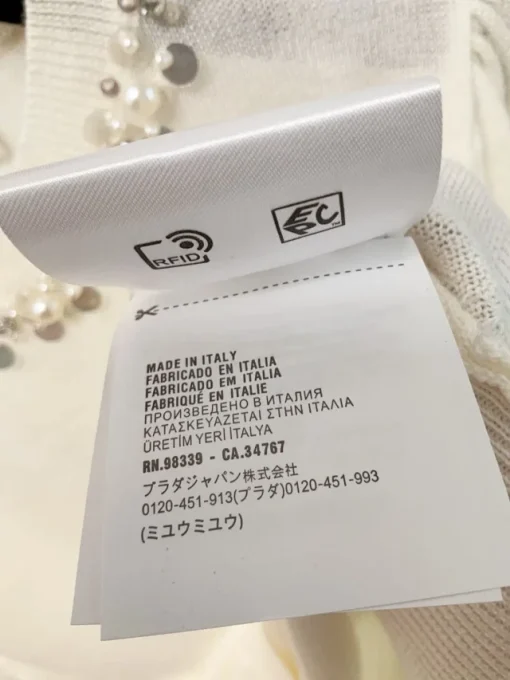 RFID
EPC
MADE IN ITALY
FABRICADO EN ITALIA
FABRICADO EM ITALIA
FABRIQUÉ EN ITALIE
ПРОИЗВЕДЕНО В ИТАЛИЯ
ΚΑΤΑΣΚΕΥΑΖΕΤΑΙ ΣΤΗΝ ΙΤΑΛΙΑ
ÜRETİM YERİ İTALYA
RN.98339 - CA.34767
プラダジャパン株式会社
0120-451-913(プラダ)0120-451-993
(ミュウミュウ)